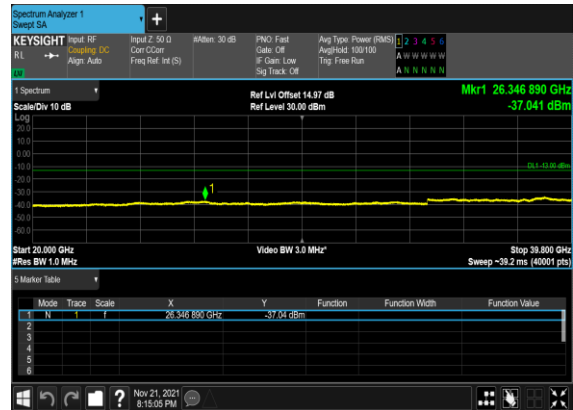 Spectrum Analyzer 1
Swept SA
+
KEYSIGHT Input: RF Input Z: 50 Ω #Atten: 30 dB PNO: Fast Avg Type: Power (RMS) 1 2 3 4 5 6
RL Coupling: DC Corr CCorr Gate: Off Avg|Hold: 100/100 A W W W W W
Align: Auto Freq Ref: Int (S) IF Gain: Low Trig: Free Run
Sig Track: Off A N N N N N
1 Spectrum Ref Lvl Offset 14.97 dB Mkr1 26.346 890 GHz
Scale/Div 10 dB Ref Level 30.00 dBm -37.041 dBm
Log
20.0
10.0
0.00
-10.0 DL1 -13.00 dBm
-20.0
-30.0 1
-40.0
-50.0
-60.0
Start 20.000 GHz Video BW 3.0 MHz* Stop 39.800 GHz
#Res BW 1.0 MHz Sweep ~39.2 ms (40001 pts)
5 Marker Table
Mode Trace Scale X Y Function Function Width Function Value
1 N 1 f 26.346 890 GHz -37.04 dBm
2
3
4
5
6
? Nov 21, 2021
8:15:05 PM